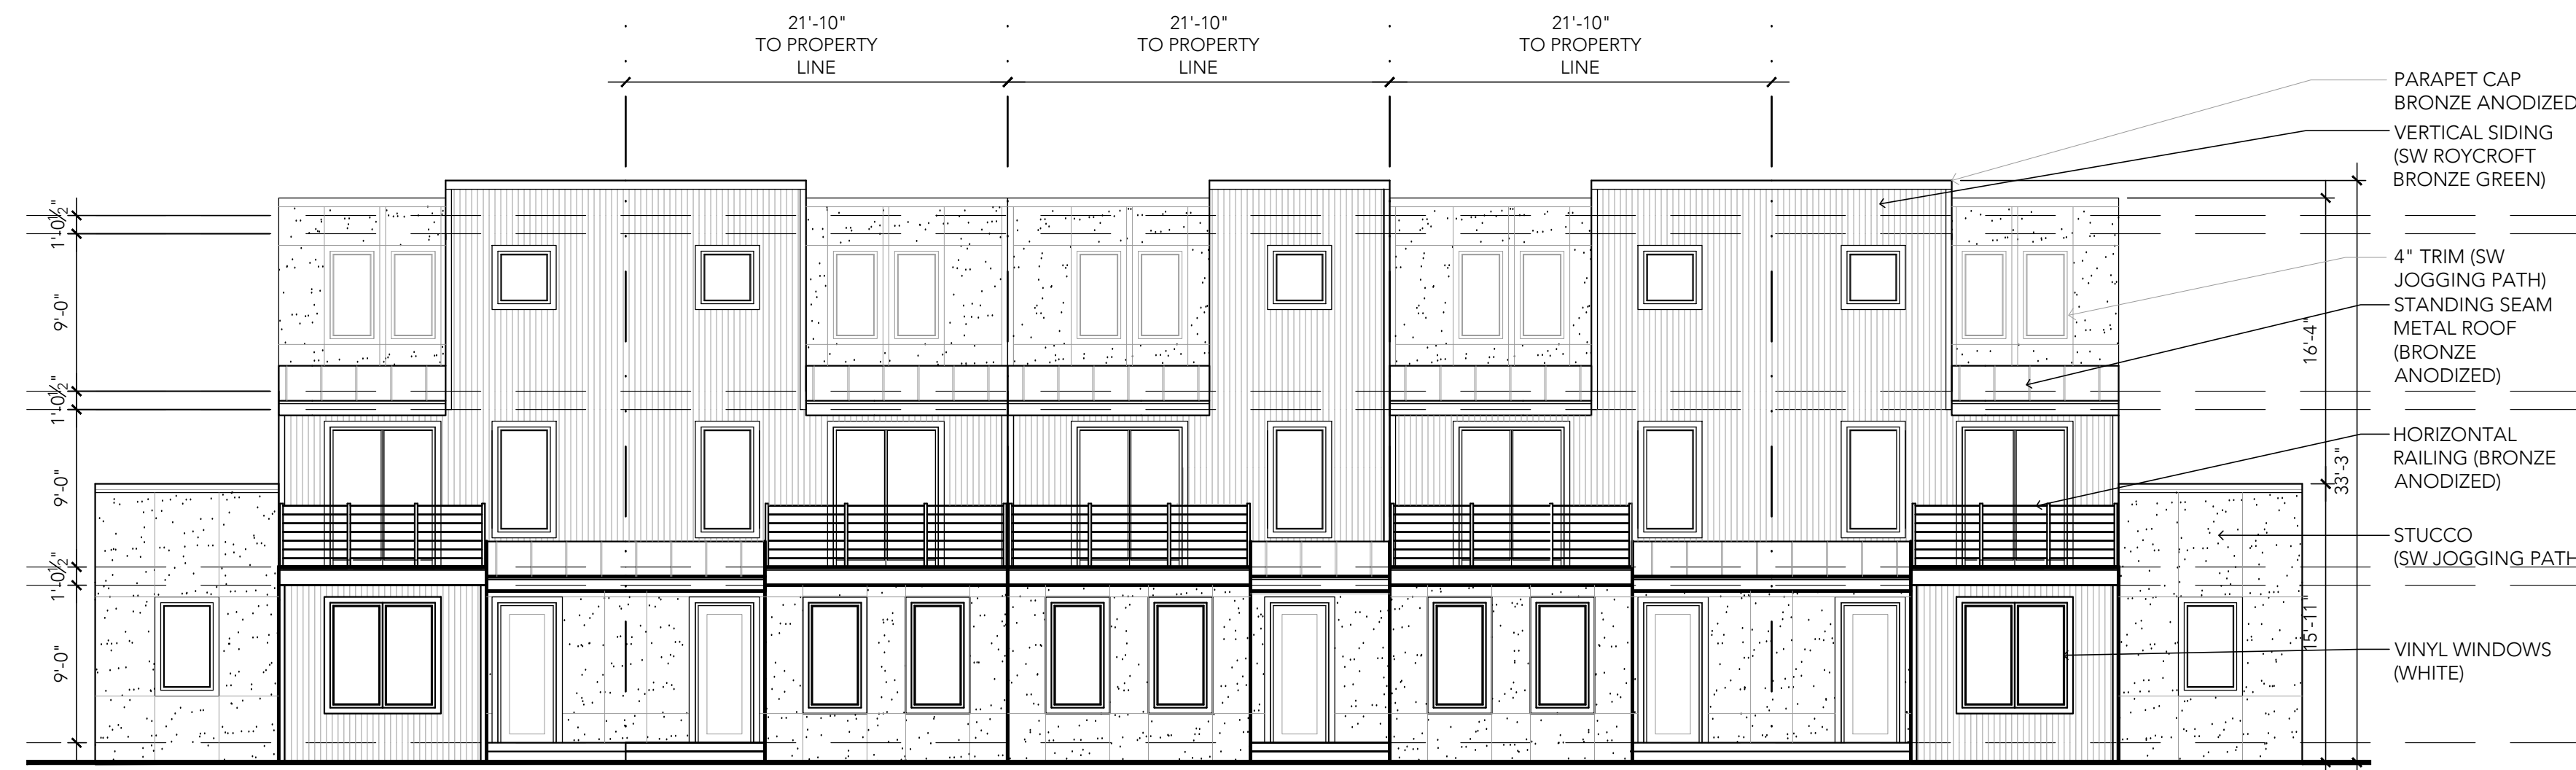 21'-10"
TO PROPERTY
LINE
21'-10"
TO PROPERTY
LINE
21'-10"
TO PROPERTY
LINE
PARAPET CAP
BRONZE ANODIZED
VERTICAL SIDING
(SW ROYCROFT
BRONZE GREEN)
4" TRIM (SW
JOGGING PATH)
STANDING SEAM
METAL ROOF
(BRONZE
ANODIZED)
HORIZONTAL
RAILING (BRONZE
ANODIZED)
STUCCO
(SW JOGGING PATH
VINYL WINDOWS
(WHITE)
1'-0½"
9'-0"
1'-0½"
9'-0"
1'-0½"
9'-0"
16'-4"
33'-3"
15'-11"